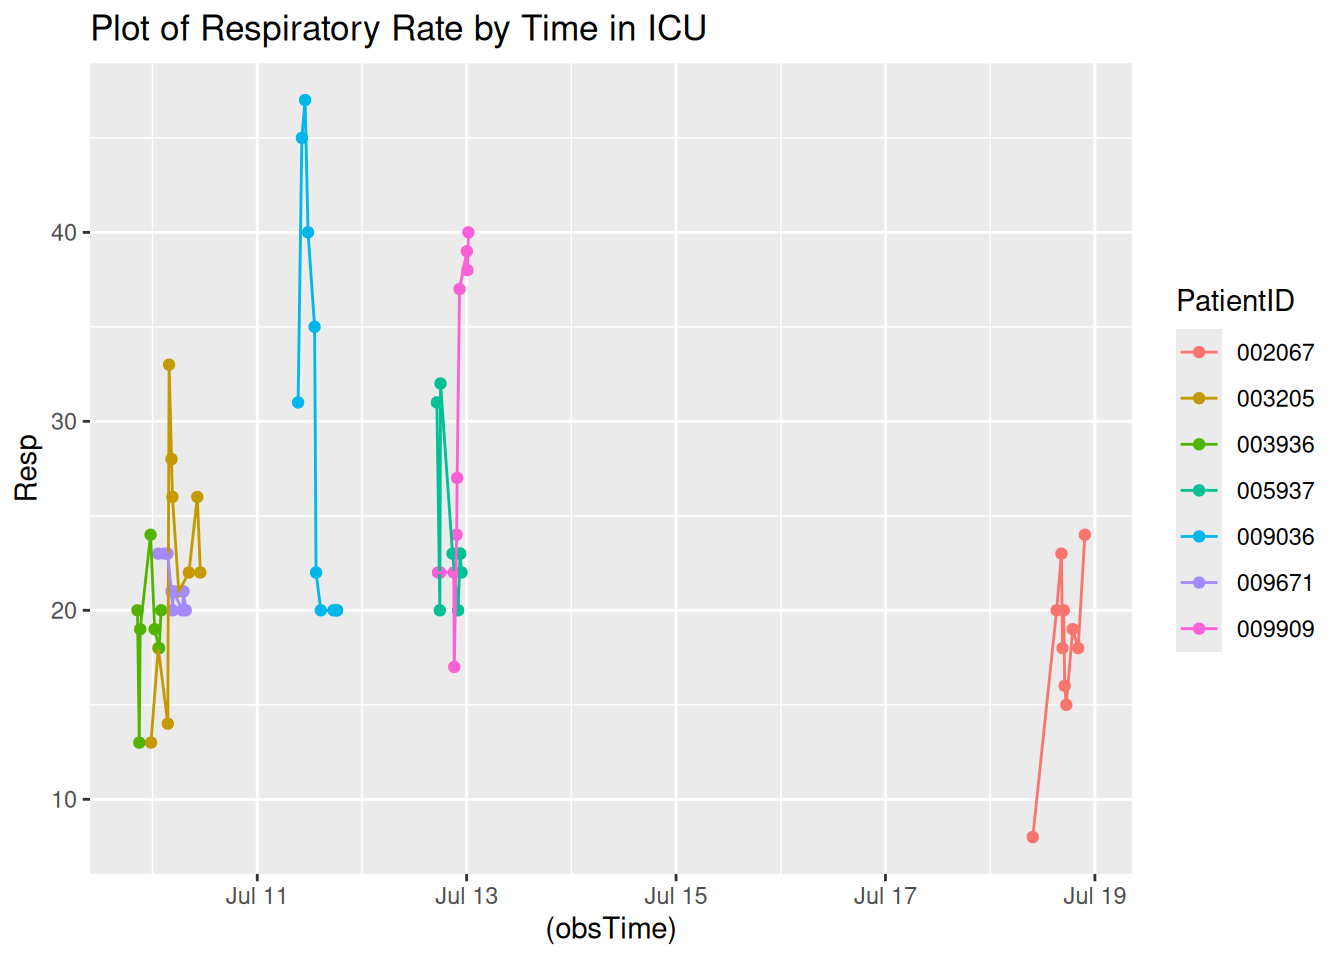 Plot of Respiratory Rate by Time in ICU
40
30
20
10
Resp
Jul 11 Jul 13 Jul 15 Jul 17 Jul 19
(obsTime)
PatientID
002067
003205
003936
005937
009036
009671
009909